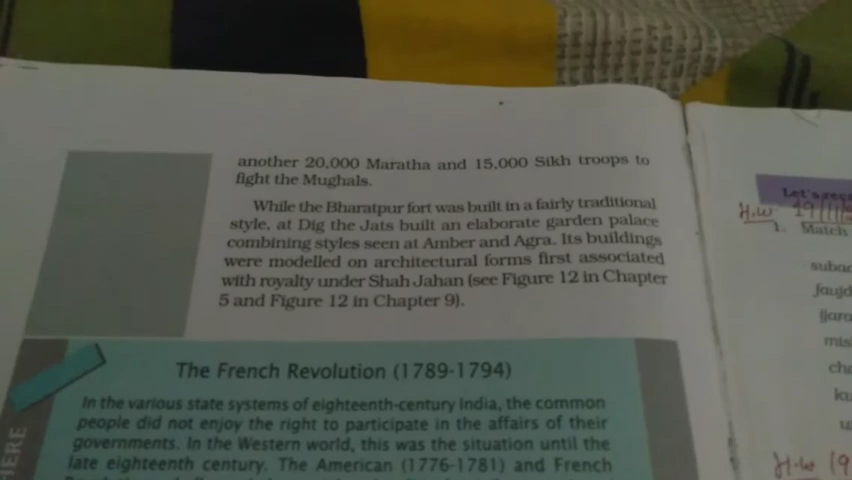 another 20,000 Maratha and 15,000 Sikh troops to
fight the Mughals.
While the Bharatpur fort was built in a fairly traditional
style, at Dig the Jats built an elaborate garden palace
combining styles seen at Amber and Agra. Its buildings
were modelled on architectural forms first associated
with royalty under Shah Jahan (see Figure 12 in Chapter
5 and Figure 12 in Chapter 9).
The French Revolution (1789-1794)
In the various state systems of eighteenth-century India, the common
people did not enjoy the right to participate in the affairs of their
governments. In the Western world, this was the situation until the
late eighteenth century. The American (1776-1781) and French
HERE
Let's
H.w
1. Match